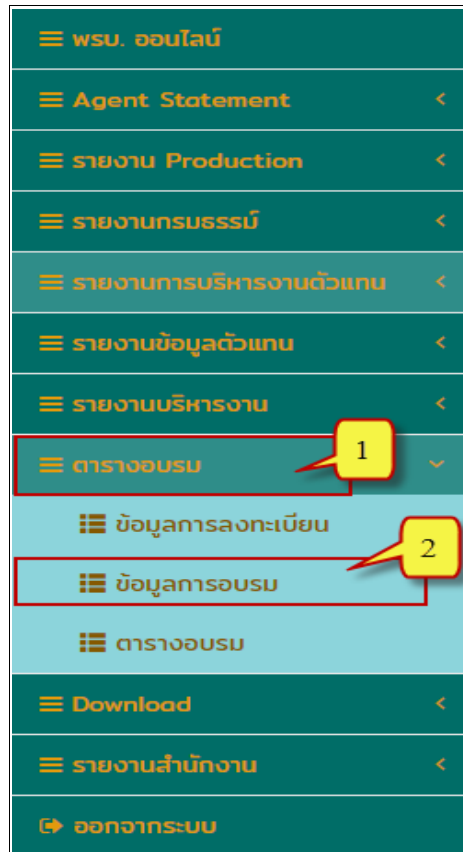 พรบ. ออนไลน์
Agent Statement
รายงาน Production
รายงานกรมธรรม์
รายงานการบริหารงานตัวแทน
รายงานข้อมูลตัวแทน
รายงานบริหารงาน
1
ตารางอบรม
ข้อมูลการลงทะเบียน
2
ข้อมูลการอบรม
ตารางอบรม
Download
รายงานสำนักงาน
ออกจากระบบ